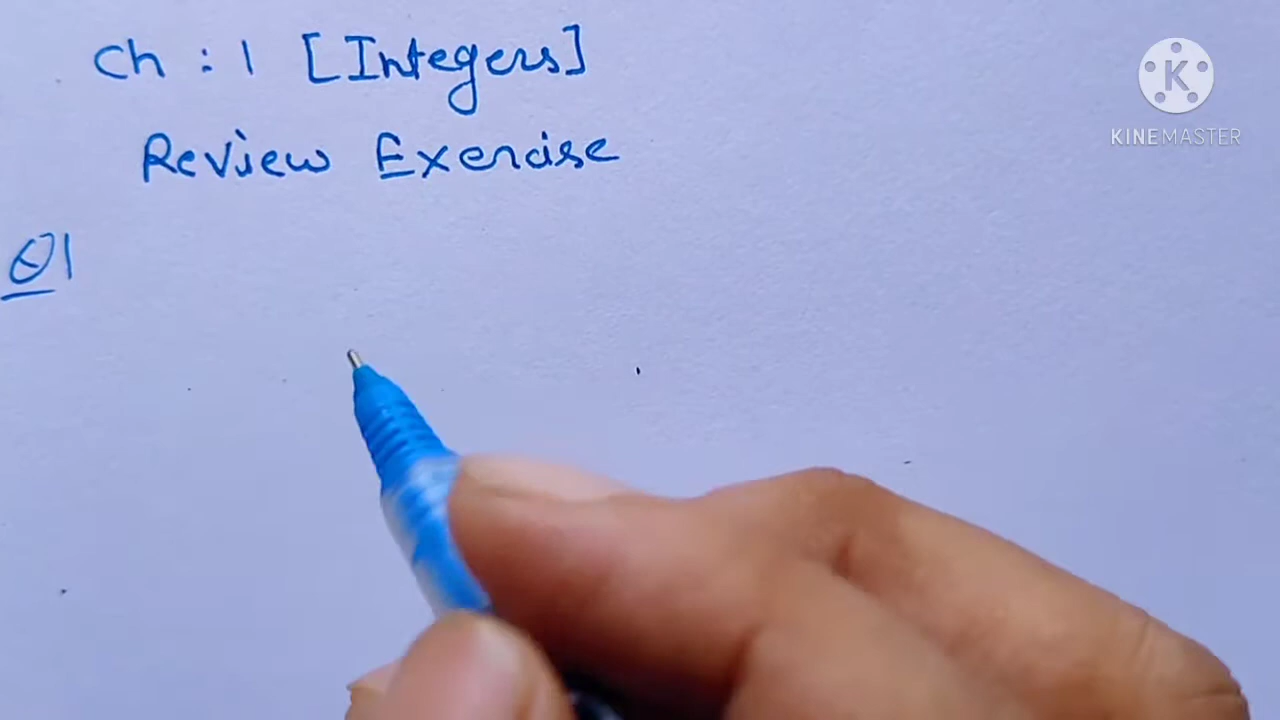 Ch : 1 [Integers]
K
KINEMASTER
Review Exercise
Q1